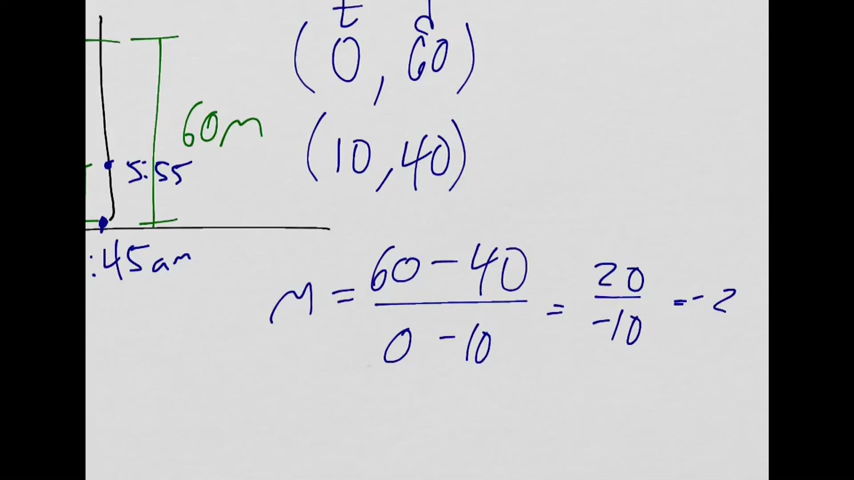 t d
(0, 60)
60m
(10, 40)
5:55
:45am
m = 60 - 40 / 0 - 10 = 20 / -10 = -2